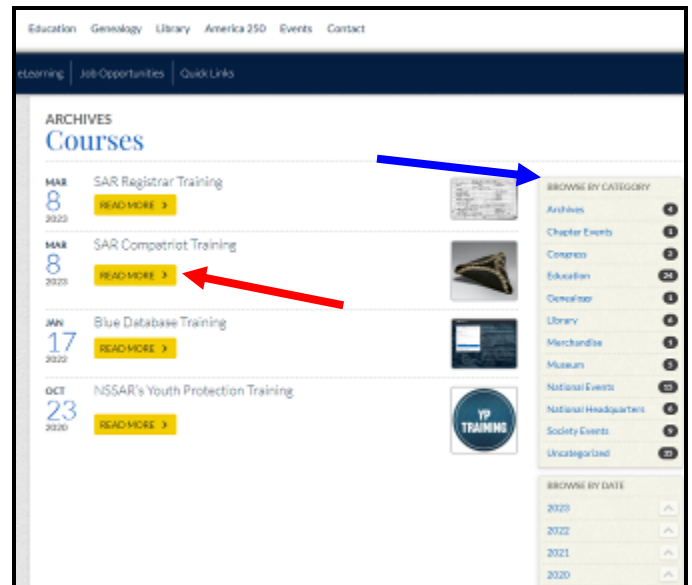 Education Genealogy Library America 250 Events Contact
eLearning Job Opportunities Quick Links
ARCHIVES
Courses
MAR
8
2023
SAR Registrar Training
READ MORE >
MAR
8
2023
SAR Compatriot Training
READ MORE >
JAN
17
2022
Blue Database Training
READ MORE >
OCT
23
2020
NSSAR's Youth Protection Training
READ MORE >
YP
TRAINING
BROWSE BY CATEGORY
Archives 4
Chapter Events
Congress 2
Education 24
Genealogy
Library
Merchandise
Museum
National Events
National Headquarters
Society Events
Uncategorized
BROWSE BY DATE
2023
2022
2021
2020